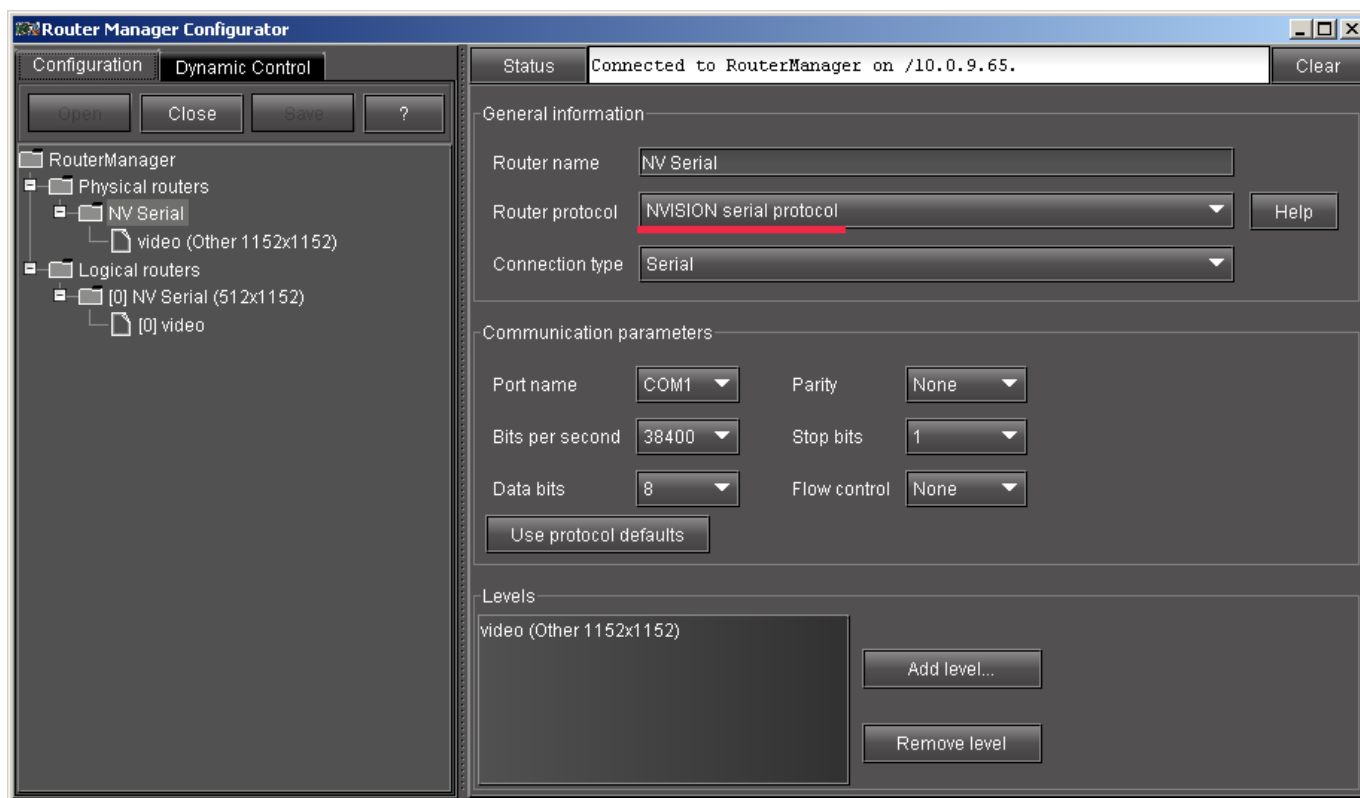 Router Manager Configurator
Configuration Dynamic Control
Open Close Save ?
RouterManager
Physical routers
NV Serial
video (Other 1152x1152)
Logical routers
[0] NV Serial (512x1152)
[0] video
Status Connected to RouterManager on /10.0.9.65. Clear
General information
Router name NV Serial
Router protocol NVISION serial protocol Help
Connection type Serial
Communication parameters
Port name COM1 Parity None
Bits per second 38400 Stop bits 1
Data bits 8 Flow control None
Use protocol defaults
Levels
video (Other 1152x1152)
Add level...
Remove level